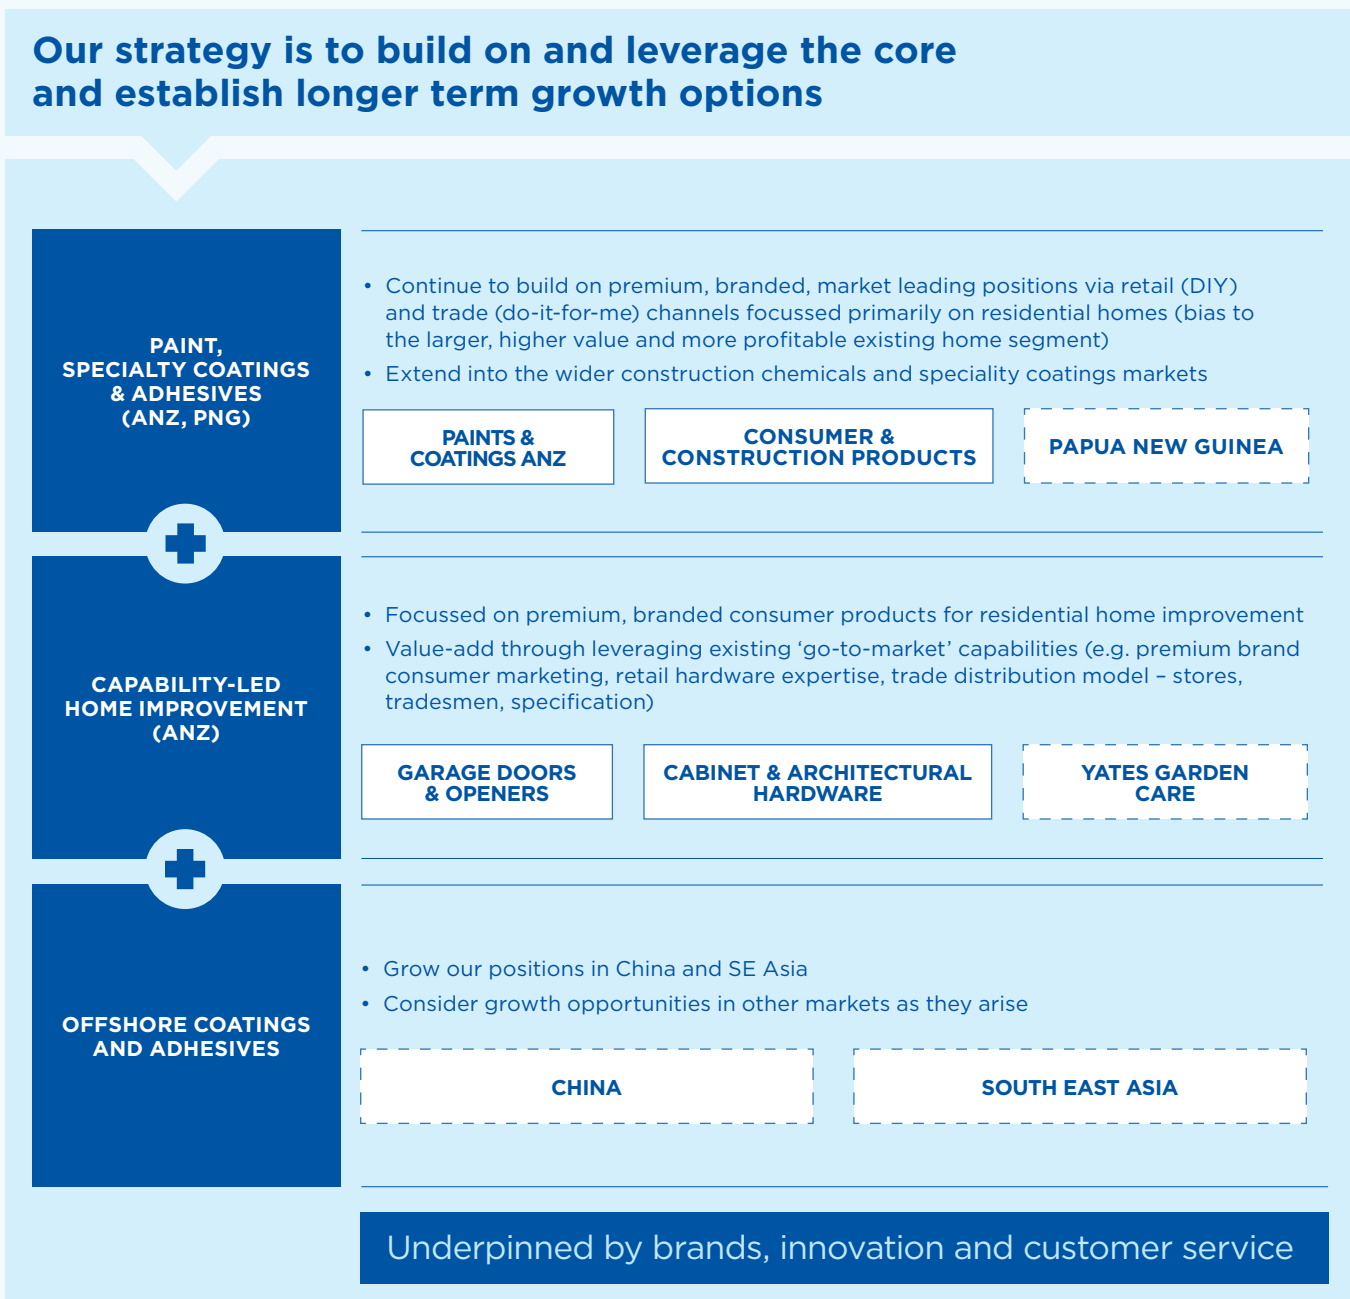 Our strategy is to build on and leverage the core
and establish longer term growth options
PAINT,
SPECIALTY COATINGS
& ADHESIVES
(ANZ, PNG)
• Continue to build on premium, branded, market leading positions via retail (DIY)
and trade (do-it-for-me) channels focussed primarily on residential homes (bias to
the larger, higher value and more profitable existing home segment)
• Extend into the wider construction chemicals and speciality coatings markets
PAINTS &
COATINGS ANZ
CONSUMER &
CONSTRUCTION PRODUCTS
PAPUA NEW GUINEA
CAPABILITY-LED
HOME IMPROVEMENT
(ANZ)
• Focussed on premium, branded consumer products for residential home improvement
• Value-add through leveraging existing ‘go-to-market’ capabilities (e.g. premium brand
consumer marketing, retail hardware expertise, trade distribution model – stores,
tradesmen, specification)
GARAGE DOORS
& OPENERS
CABINET & ARCHITECTURAL
HARDWARE
YATES GARDEN
CARE
OFFSHORE COATINGS
AND ADHESIVES
• Grow our positions in China and SE Asia
• Consider growth opportunities in other markets as they arise
CHINA
SOUTH EAST ASIA
Underpinned by brands, innovation and customer service